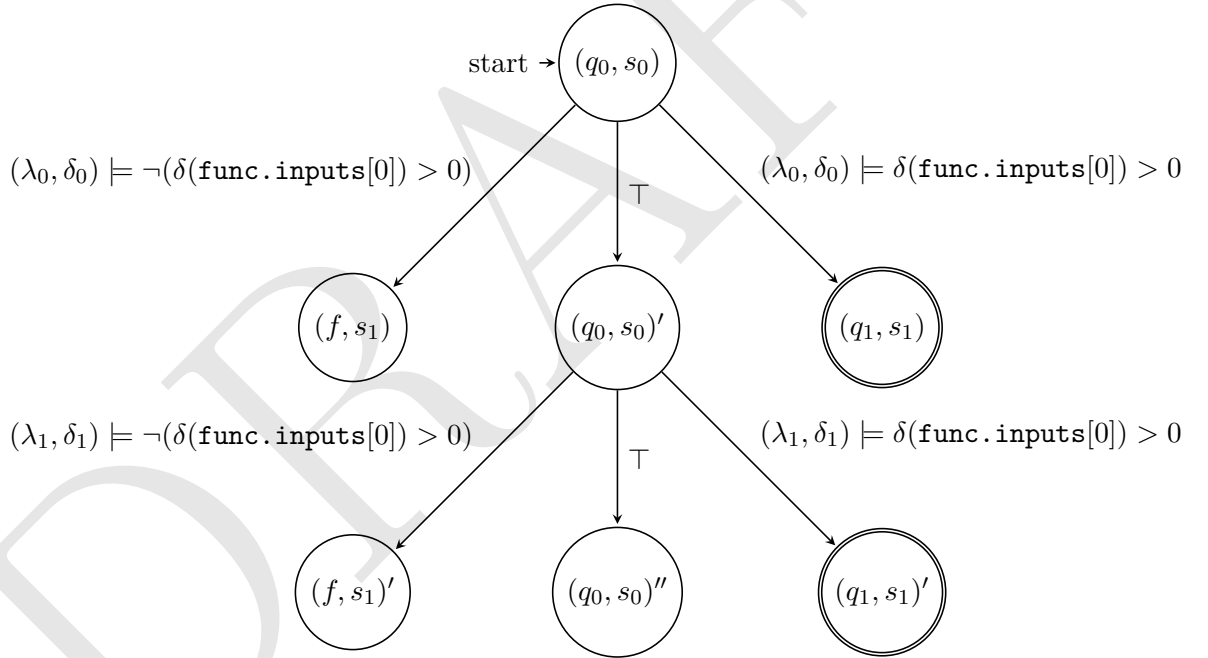 start
(q₀, s₀)
(λ₀, δ₀) ⊨ ¬(δ(func.inputs[0]) > 0)
⊤
(λ₀, δ₀) ⊨ δ(func.inputs[0]) > 0
(f, s₁)
(q₀, s₀)′
(q₁, s₁)
(λ₁, δ₁) ⊨ ¬(δ(func.inputs[0]) > 0)
⊤
(λ₁, δ₁) ⊨ δ(func.inputs[0]) > 0
(f, s₁)′
(q₀, s₀)″
(q₁, s₁)′
DRAF